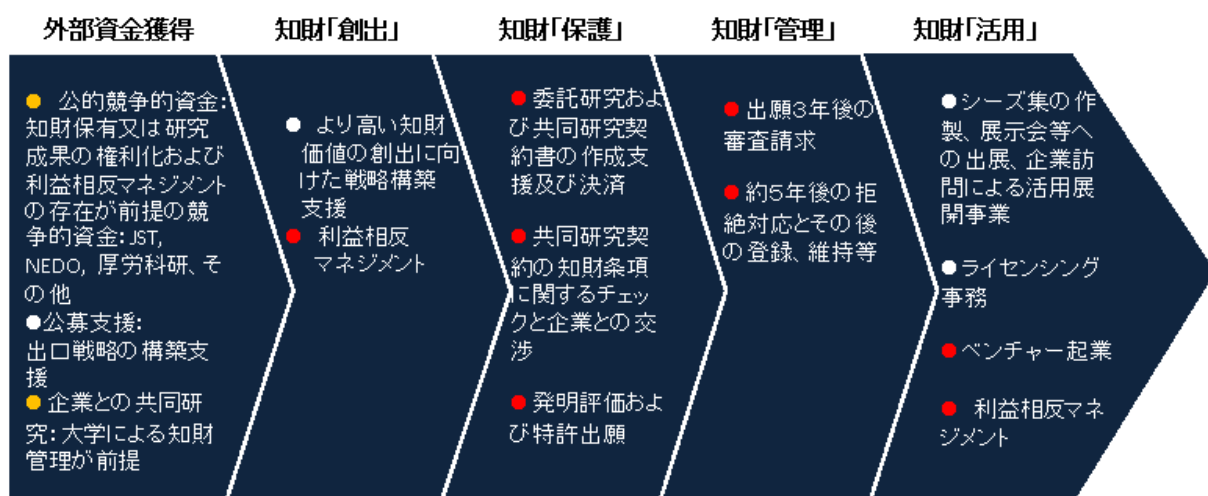 外部資金獲得
● 公的競争的資金:
知財保有又は研究
成果の権利化および
利益相反マネジメント
の存在が前提の競
争的資金:JST,
NEDO, 厚労科研、そ
の他
●公募支援:
出口戦略の構築支
援
● 企業との共同研
究:大学による知財
管理が前提
知財「創出」
● より高い知財
価値の創出に向
けた戦略構築
支援
● 利益相反
マネジメント
知財「保護」
● 委託研究およ
び共同研究契
約書の作成支
援及び決済
● 共同研究契
約の知財条項
に関するチェッ
クと企業との交
渉
● 発明評価およ
び特許出願
知財「管理」
● 出願3年後の
審査請求
● 約5年後の拒
絶対応とその後
の登録、維持等
知財「活用」
●シーズ集の作
製、展示会等へ
の出展、企業訪
問による活用展
開事業
●ライセンシング
事務
●ベンチャー起業
● 利益相反マネ
ジメント